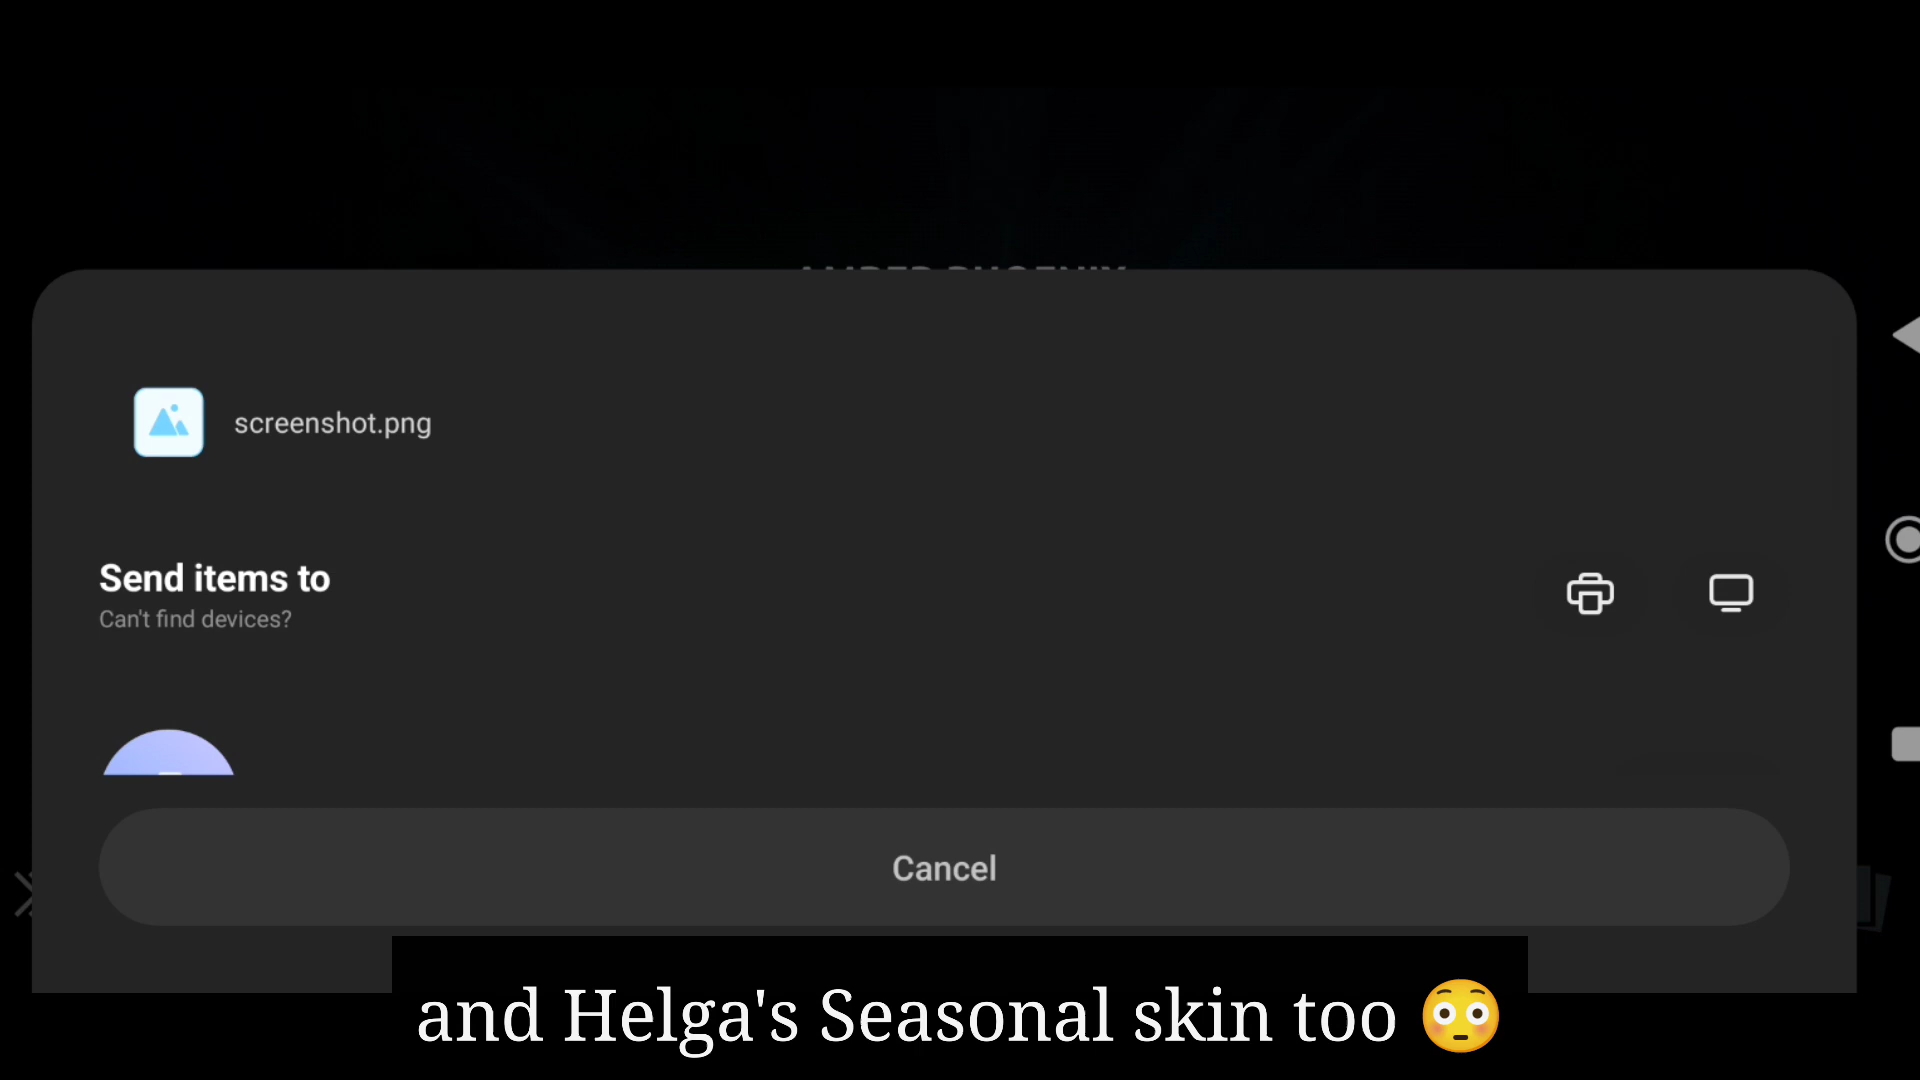 screenshot.png
Send items to
Can't find devices?
Cancel
and Helga's Seasonal skin too 😳